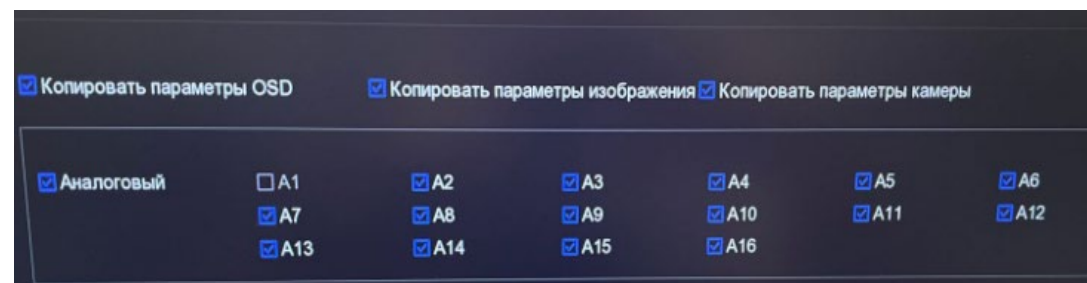 Копировать параметры OSD Копировать параметры изображения Копировать параметры камеры
Аналоговый A1 A2 A3 A4 A5 A6
A7 A8 A9 A10 A11 A12
A13 A14 A15 A16